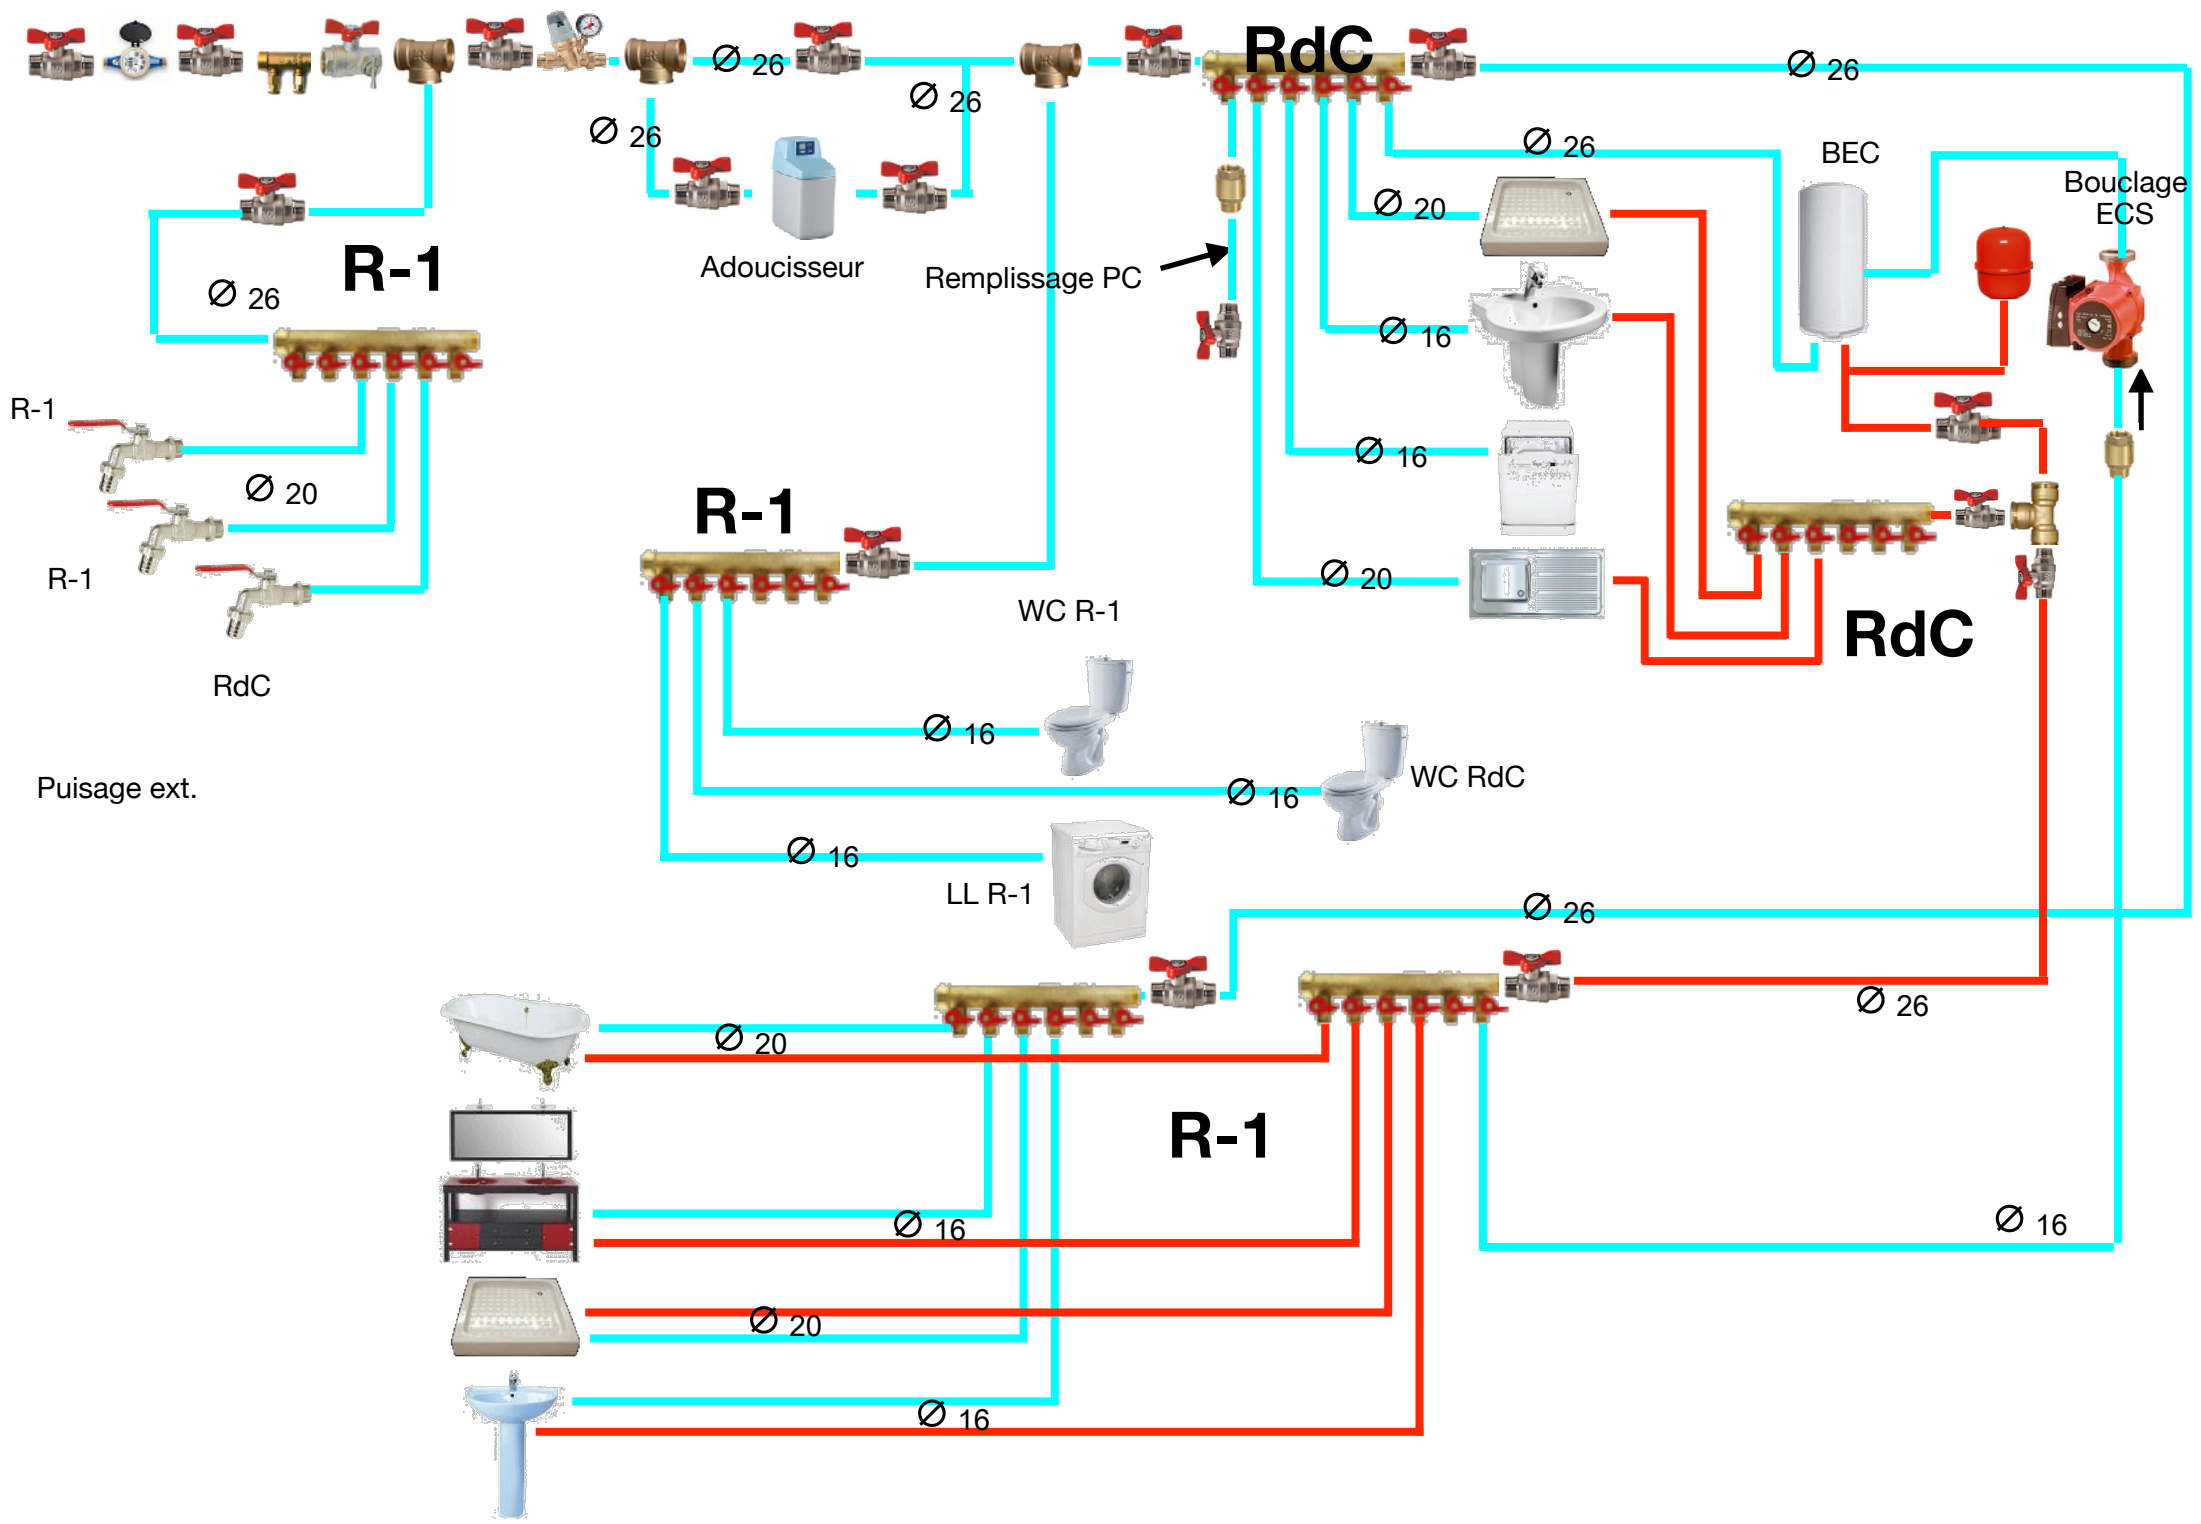 RdC
Ø 26
Ø 26
Ø 26
Ø 26
Ø 26
BEC
Bouclage
ECS
Ø 20
R-1
Adoucisseur
Remplissage PC
Ø 26
Ø 16
R-1
Ø 16
Ø 20
R-1
Ø 20
R-1
WC R-1
RdC
RdC
Ø 16
WC RdC
Puisage ext.
Ø 16
Ø 16
LL R-1
Ø 26
Ø 26
Ø 20
R-1
Ø 16
Ø 16
Ø 20
Ø 16